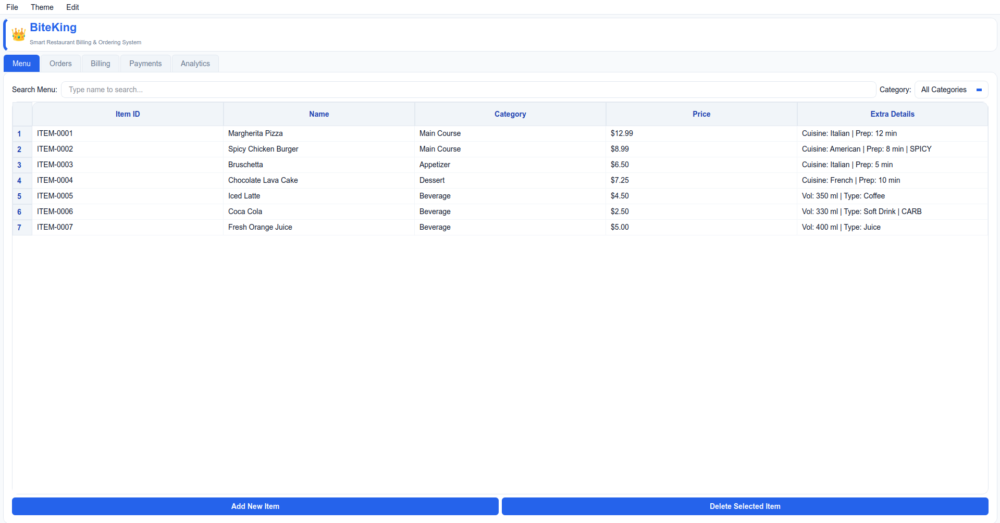 File Theme Edit
BiteKing
Smart Restaurant Billing & Ordering System
Menu Orders Billing Payments Analytics
Search Menu: Type name to search... Category: All Categories
Item ID Name Category Price Extra Details
1 ITEM-0001 Margherita Pizza Main Course $12.99 Cuisine: Italian | Prep: 12 min
2 ITEM-0002 Spicy Chicken Burger Main Course $8.99 Cuisine: American | Prep: 8 min | SPICY
3 ITEM-0003 Bruschetta Appetizer $6.50 Cuisine: Italian | Prep: 5 min
4 ITEM-0004 Chocolate Lava Cake Dessert $7.25 Cuisine: French | Prep: 10 min
5 ITEM-0005 Iced Latte Beverage $4.50 Vol: 350 ml | Type: Coffee
6 ITEM-0006 Coca Cola Beverage $2.50 Vol: 330 ml | Type: Soft Drink | CARB
7 ITEM-0007 Fresh Orange Juice Beverage $5.00 Vol: 400 ml | Type: Juice
Add New Item Delete Selected Item